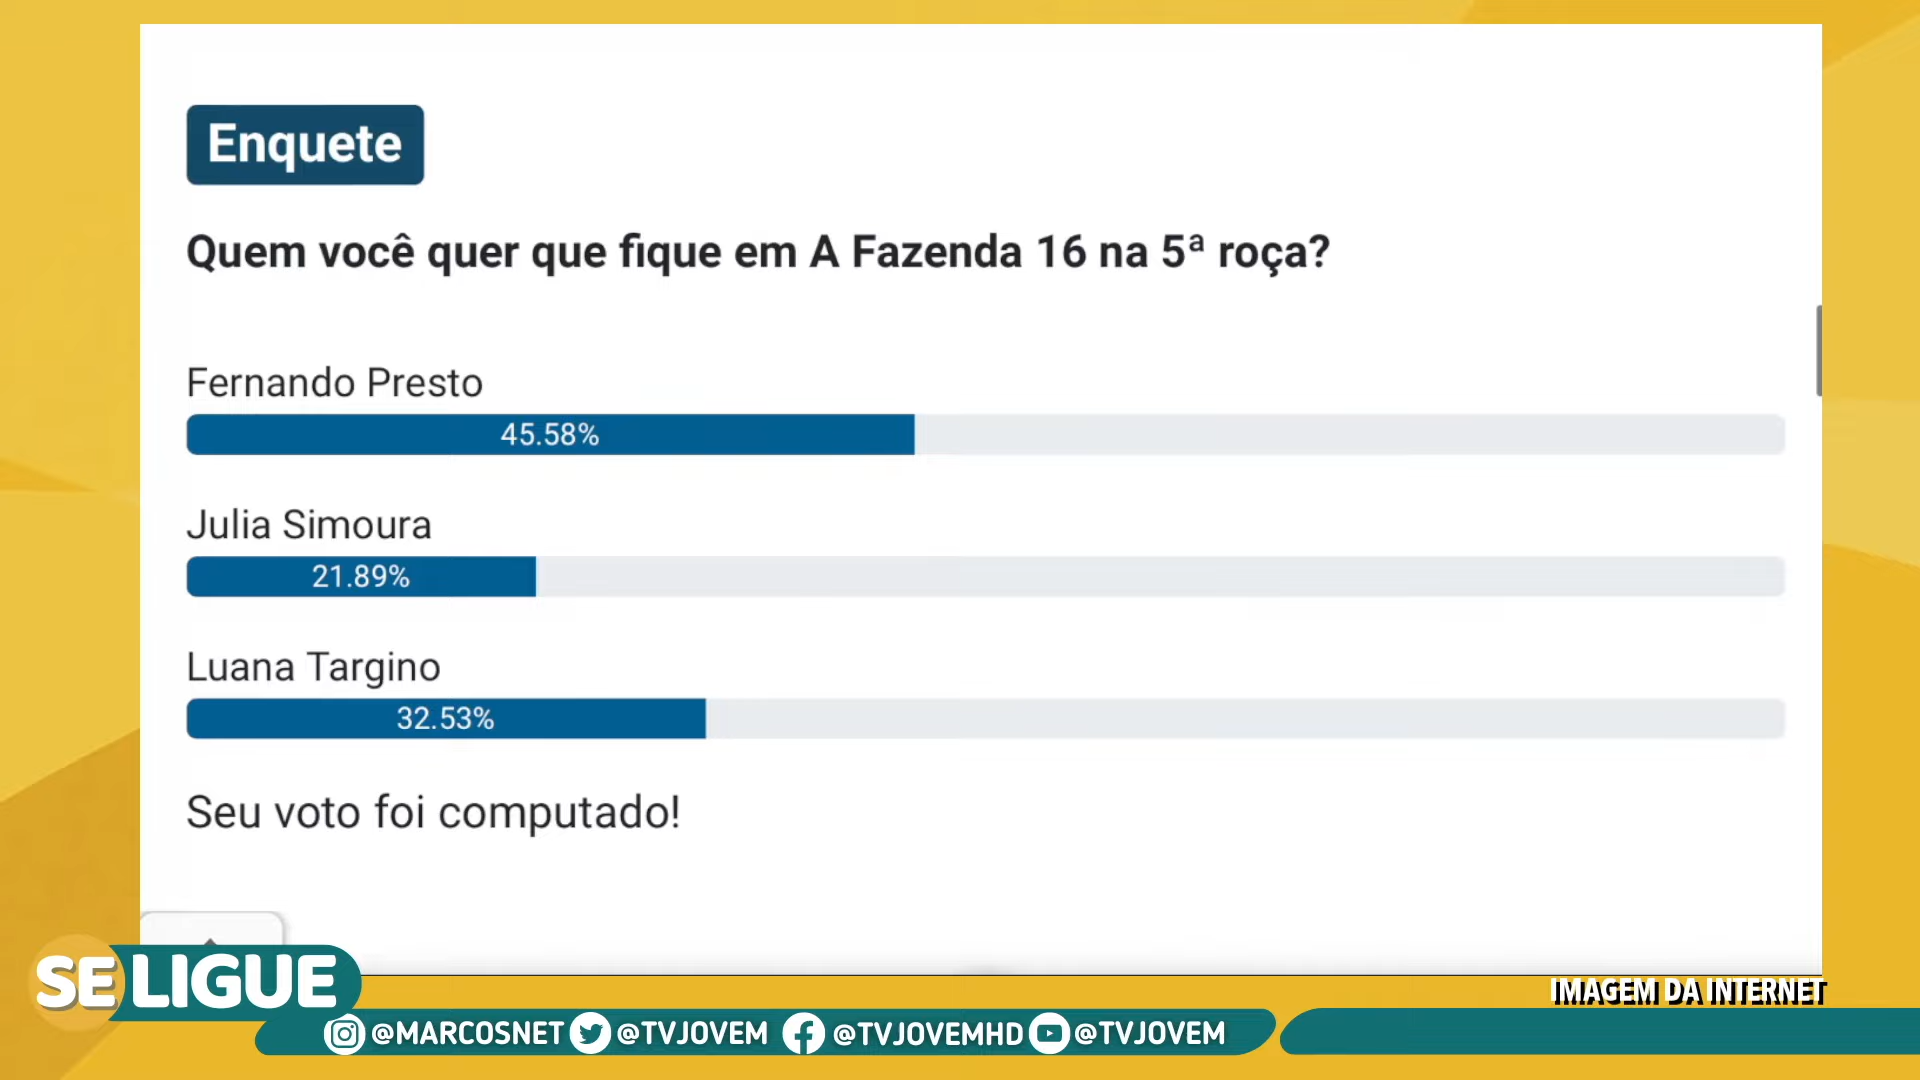 Enquete
Quem você quer que fique em A Fazenda 16 na 5ª roça?
Fernando Presto
45.58%
Julia Simoura
21.89%
Luana Targino
32.53%
Seu voto foi computado!
SE LIGUE
IMAGEM DA INTERNET
@MARCOSNET @TVJOVEM @TVJOVEMHD @TVJOVEM